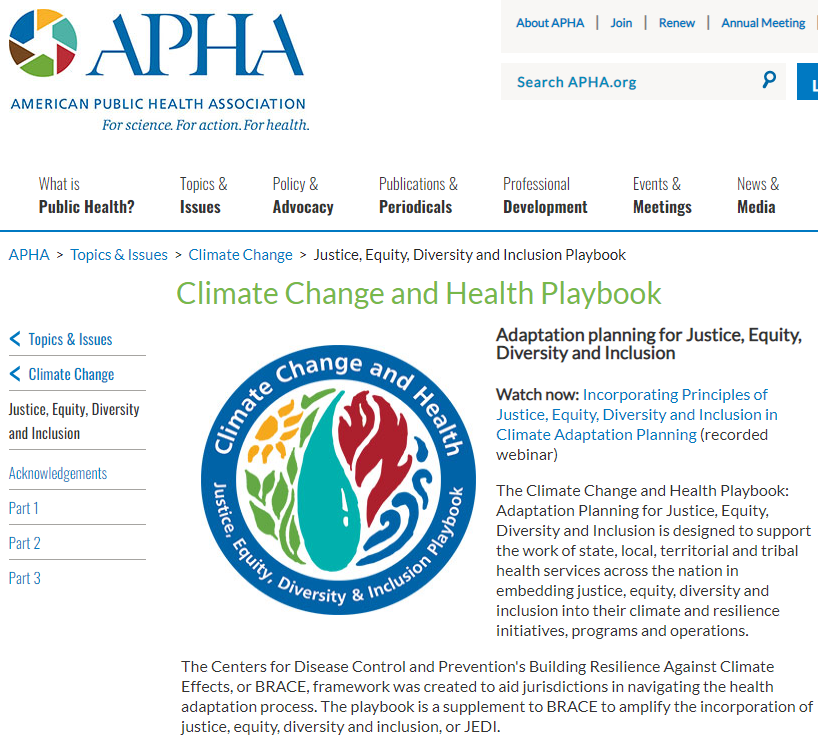 APHA
AMERICAN PUBLIC HEALTH ASSOCIATION
For science. For action. For health.
About APHA | Join | Renew | Annual Meeting |
Search APHA.org
L
What is
Public Health?
Topics &
Issues
Policy &
Advocacy
Publications &
Periodicals
Professional
Development
Events &
Meetings
News &
Media
APHA > Topics & Issues > Climate Change > Justice, Equity, Diversity and Inclusion Playbook
Climate Change and Health Playbook
< Topics & Issues
< Climate Change
Justice, Equity, Diversity
and Inclusion
Acknowledgements
Part 1
Part 2
Part 3
Climate Change and Health
Justice, Equity, Diversity & Inclusion Playbook
Adaptation planning for Justice, Equity,
Diversity and Inclusion
Watch now: Incorporating Principles of
Justice, Equity, Diversity and Inclusion in
Climate Adaptation Planning (recorded
webinar)
The Climate Change and Health Playbook:
Adaptation Planning for Justice, Equity,
Diversity and Inclusion is designed to support
the work of state, local, territorial and tribal
health services across the nation in
embedding justice, equity, diversity and
inclusion into their climate and resilience
initiatives, programs and operations.
The Centers for Disease Control and Prevention's Building Resilience Against Climate
Effects, or BRACE, framework was created to aid jurisdictions in navigating the health
adaptation process. The playbook is a supplement to BRACE to amplify the incorporation of
justice, equity, diversity and inclusion, or JEDI.